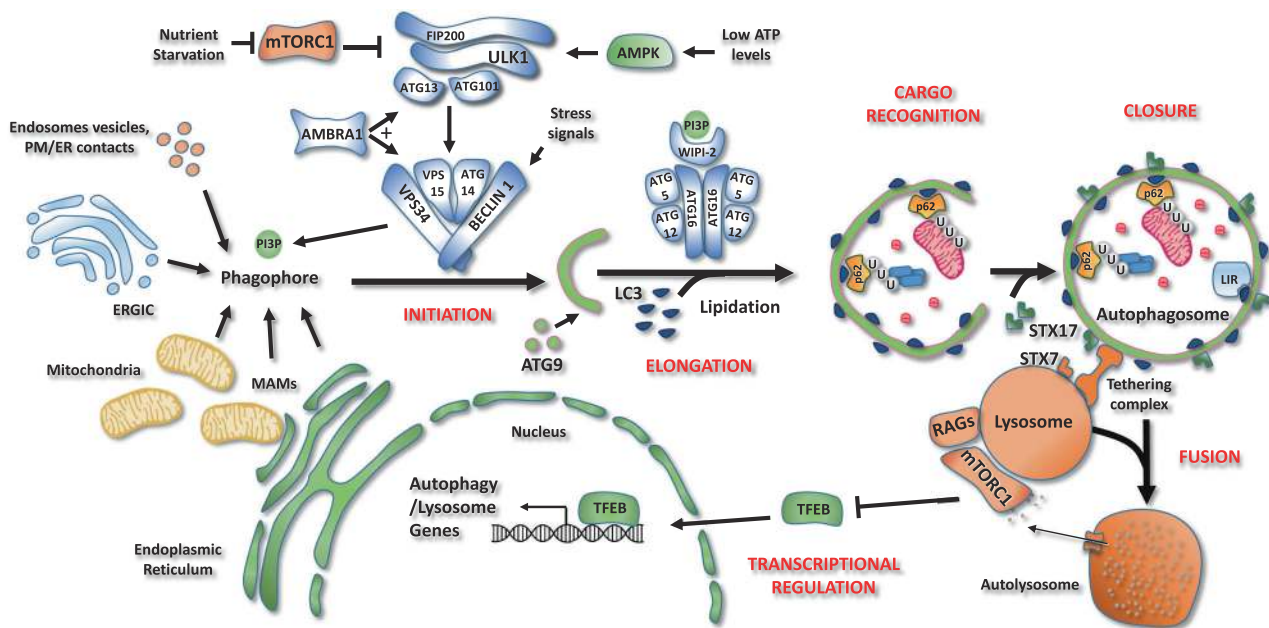 Nutrient
Starvation
mTORC1
FIP200
ULK1
ATG13
ATG101
AMPK
Low ATP
levels
AMBRA1
+
Stress
signals
VPS34
VPS
15
ATG
14
BECLIN 1
Endosomes vesicles,
PM/ER contacts
ERGIC
PI3P
Phagophore
Mitochondria
MAMs
INITIATION
ATG9
PI3P
WIPI-2
ATG
5
ATG
12
ATG16
ATG16
ATG
5
ATG
12
LC3
Lipidation
ELONGATION
CARGO
RECOGNITION
p62
U
U
U
p62
U
U
U
CLOSURE
p62
U
U
U
p62
U
U
U
LIR
Autophagosome
STX17
STX7
Tethering
complex
Lysosome
RAGs
mTORC1
FUSION
Autolysosome
Nucleus
Autophagy
/Lysosome
Genes
TFEB
TFEB
TRANSCRIPTIONAL
REGULATION
Endoplasmic
Reticulum